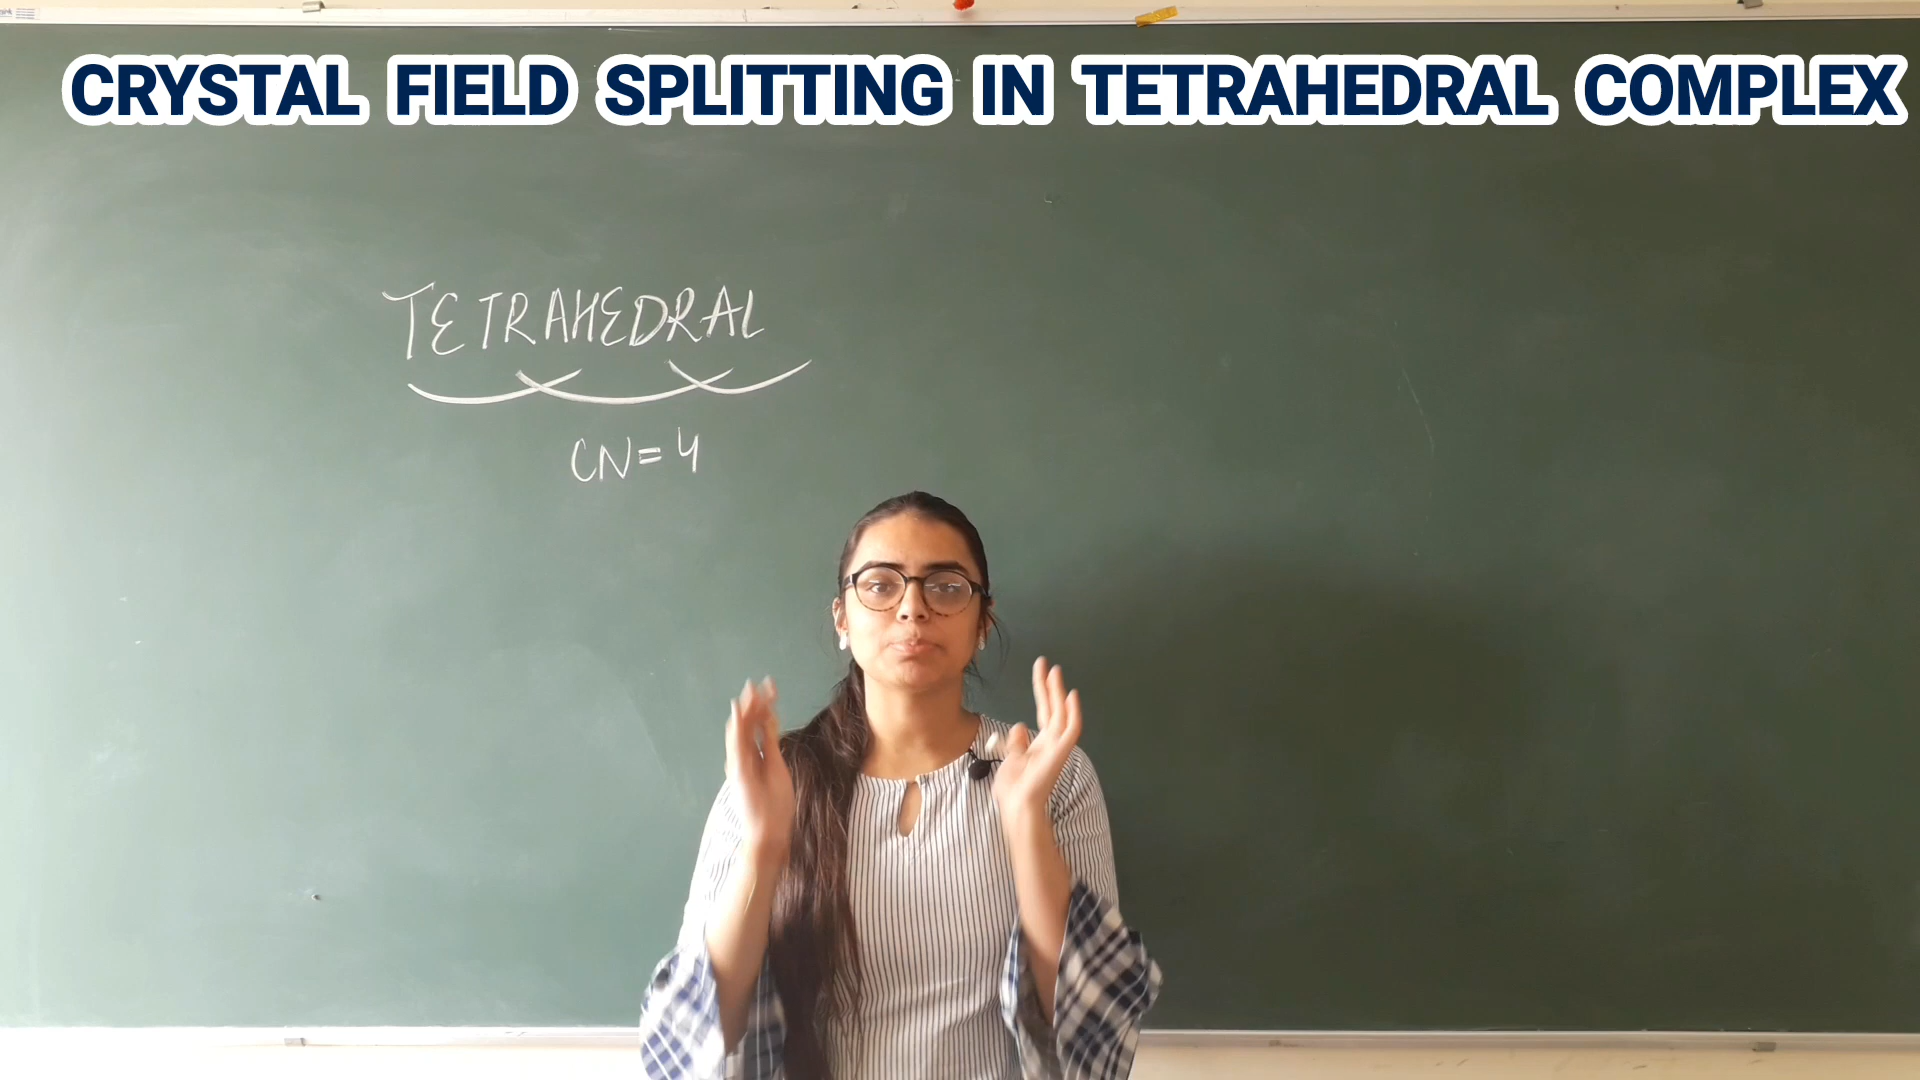 CRYSTAL FIELD SPLITTING IN TETRAHEDRAL COMPLEX
TETRAHEDRAL
CN = 4